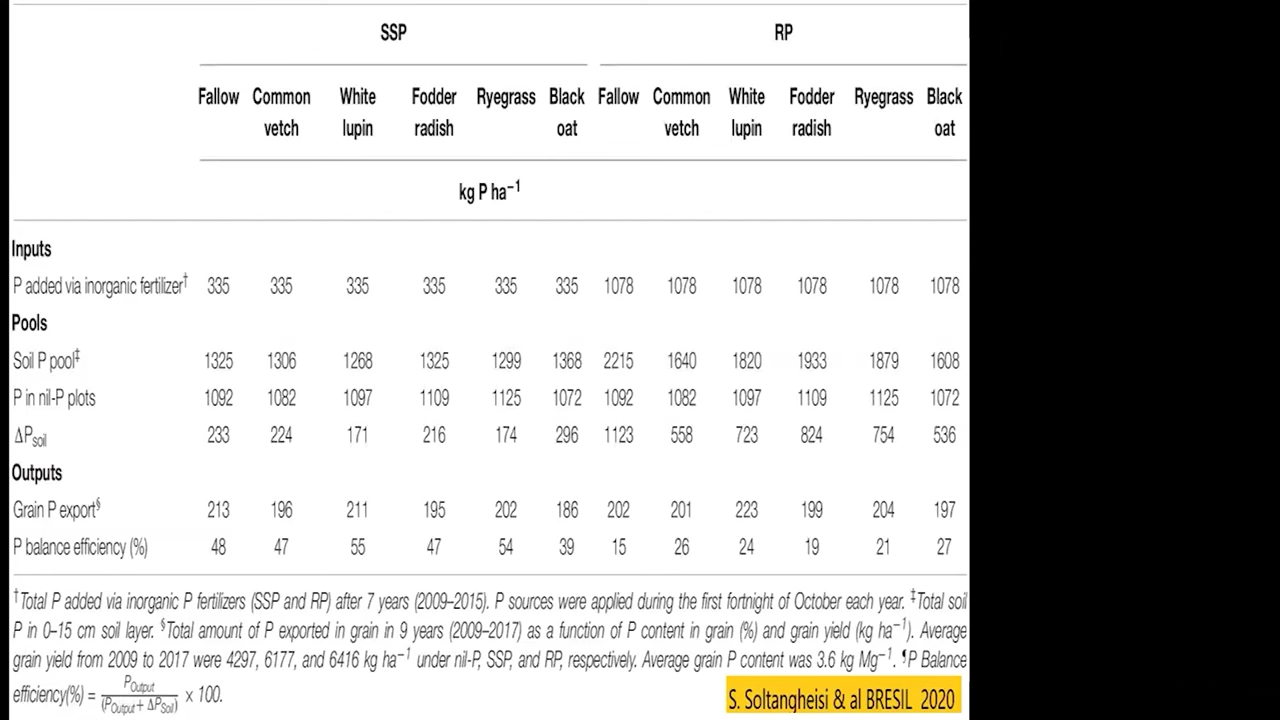 SSP RP
Fallow Common vetch White lupin Fodder radish Ryegrass Black oat Fallow Common vetch White lupin Fodder radish Ryegrass Black oat
kg P ha⁻¹
Inputs
P added via inorganic fertilizer† 335 335 335 335 335 335 1078 1078 1078 1078 1078 1078
Pools
Soil P pool‡ 1325 1306 1268 1325 1299 1368 2215 1640 1820 1933 1879 1608
P in nil-P plots 1092 1082 1097 1109 1125 1072 1092 1082 1097 1109 1125 1072
ΔPsoil 233 224 171 216 174 296 1123 558 723 824 754 536
Outputs
Grain P export§ 213 196 211 195 202 186 202 201 223 199 204 197
P balance efficiency (%) 48 47 55 47 54 39 15 26 24 19 21 27
†Total P added via inorganic P fertilizers (SSP and RP) after 7 years (2009–2015). P sources were applied during the first fortnight of October each year. ‡Total soil
P in 0–15 cm soil layer. §Total amount of P exported in grain in 9 years (2009–2017) as a function of P content in grain (%) and grain yield (kg ha⁻¹). Average
grain yield from 2009 to 2017 were 4297, 6177, and 6416 kg ha⁻¹ under nil-P, SSP, and RP, respectively. Average grain P content was 3.6 kg Mg⁻¹. ¶P Balance
efficiency(%) = POutput / (POutput + ΔPSoil) × 100.
S. Soltangheisi & al BRESIL 2020